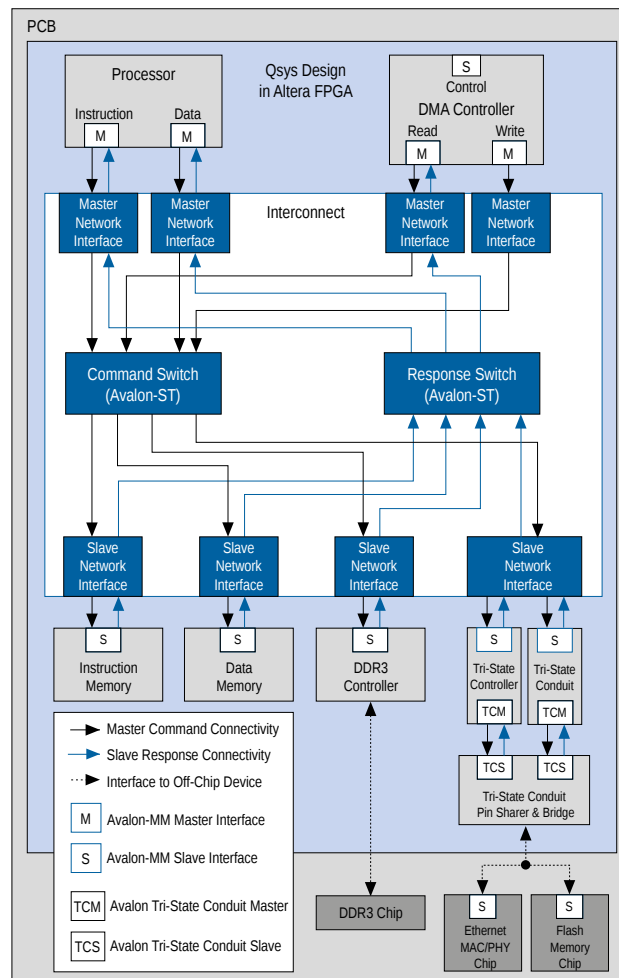 PCB
Processor
Instruction
Data
M
M
Qsys Design
in Altera FPGA
S
Control
DMA Controller
Read
Write
M
M
Master
Network
Interface
Master
Network
Interface
Interconnect
Master
Network
Interface
Master
Network
Interface
Command Switch
(Avalon-ST)
Response Switch
(Avalon-ST)
Slave
Network
Interface
Slave
Network
Interface
Slave
Network
Interface
Slave
Network
Interface
S
Instruction
Memory
S
Data
Memory
S
DDR3
Controller
S
Tri-State
Controller
TCM
S
Tri-State
Conduit
TCM
TCS
TCS
Tri-State Conduit
Pin Sharer & Bridge
Master Command Connectivity
Slave Response Connectivity
Interface to Off-Chip Device
M Avalon-MM Master Interface
S Avalon-MM Slave Interface
TCM Avalon Tri-State Conduit Master
TCS Avalon Tri-State Conduit Slave
DDR3 Chip
S
Ethernet
MAC/PHY
Chip
S
Flash
Memory
Chip